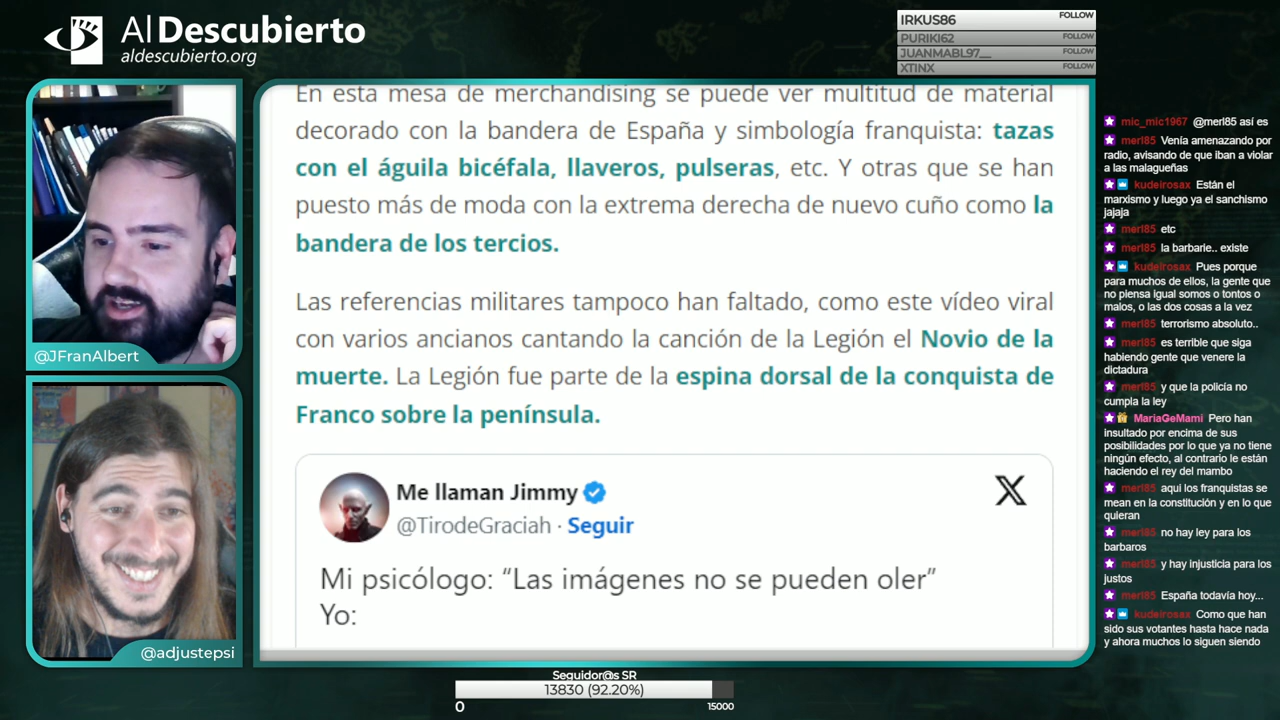 Al Descubierto
aldescubierto.org
IRKUS86 FOLLOW
PURIKI62 FOLLOW
JUANMABL97__ FOLLOW
XTINX FOLLOW
@JFranAlbert
@adjustepsi
En esta mesa de merchandising se puede ver multitud de material
decorado con la bandera de España y simbología franquista: tazas
con el águila bicéfala, llaveros, pulseras, etc. Y otras que se han
puesto más de moda con la extrema derecha de nuevo cuño como la
bandera de los tercios.
Las referencias militares tampoco han faltado, como este vídeo viral
con varios ancianos cantando la canción de la Legión el Novio de la
muerte. La Legión fue parte de la espina dorsal de la conquista de
Franco sobre la península.
Me llaman Jimmy
@TirodeGraciah · Seguir
X
Mi psicólogo: “Las imágenes no se pueden oler”
Yo:
mic_mic1967 @merl85 así es
merl85 Venía amenazando por
radio, avisando de que iban a violar
a las malagueñas
kudeirosax Están el
marxismo y luego ya el sanchismo
jajaja
merl85 etc
merl85 la barbarie.. existe
kudeirosax Pues porque
para muchos de ellos, la gente que
no piensa igual somos o tontos o
malos, o las dos cosas a la vez
merl85 terrorismo absoluto..
merl85 es terrible que siga
habiendo gente que venere la
dictadura
merl85 y que la policía no
cumpla la ley
MariaGeMami Pero han
insultado por encima de sus
posibilidades por lo que ya no tiene
ningún efecto, al contrario le están
haciendo el rey del mambo
merl85 aqui los franquistas se
mean en la constitución y en lo que
quieran
merl85 no hay ley para los
barbaros
merl85 y hay injusticia para los
justos
merl85 España todavía hoy...
kudeirosax Como que han
sido sus votantes hasta hace nada
y ahora muchos lo siguen siendo
Seguidor@s SR
13830 (92.20%)
0 15000